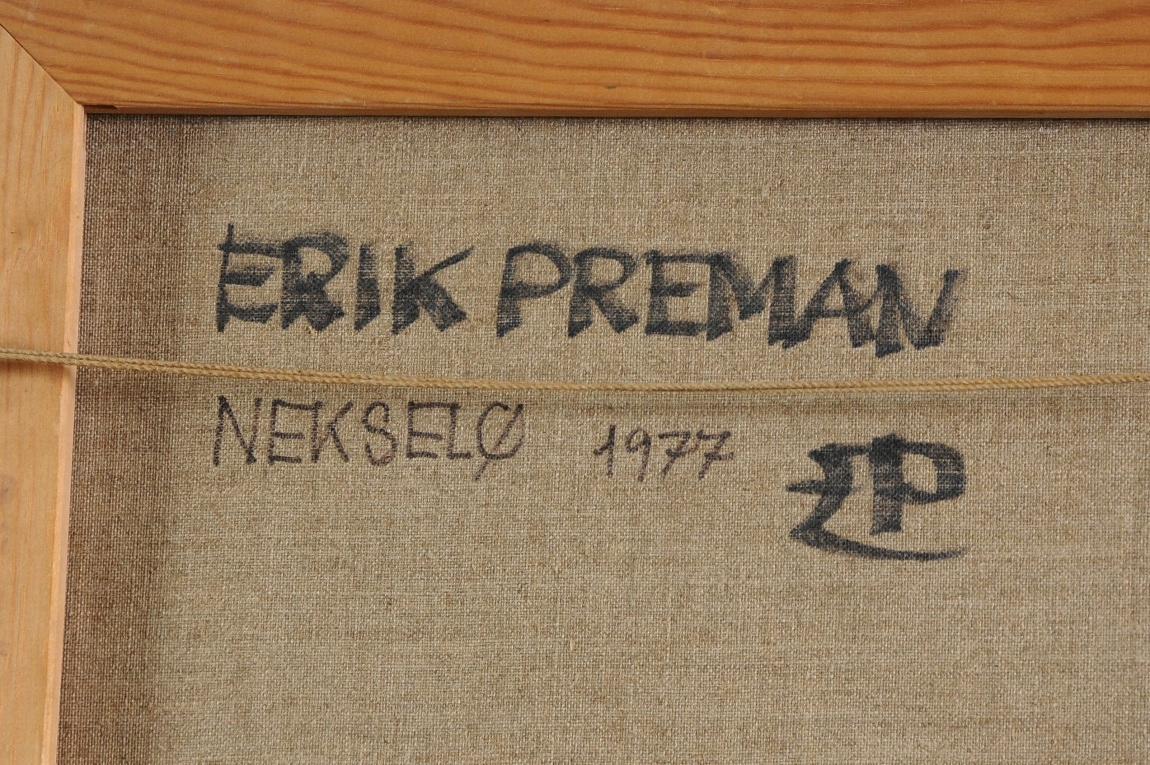 ERIK PREMAN
NEKSELØ 1977
EP